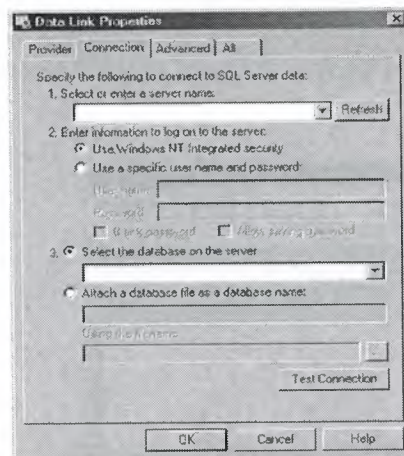 Data Link Properties
Provider Connection Advanced All
Specify the following to connect to SQL Server data:
1. Select or enter a server name:
Refresh
2. Enter information to log on to the server:
Use Windows NT Integrated security
Use a specific user name and password:
User name:
Password:
Blank password Allow saving password
3. Select the database on the server
Attach a database file as a database name:
Using the filename:
Test Connection
OK Cancel Help